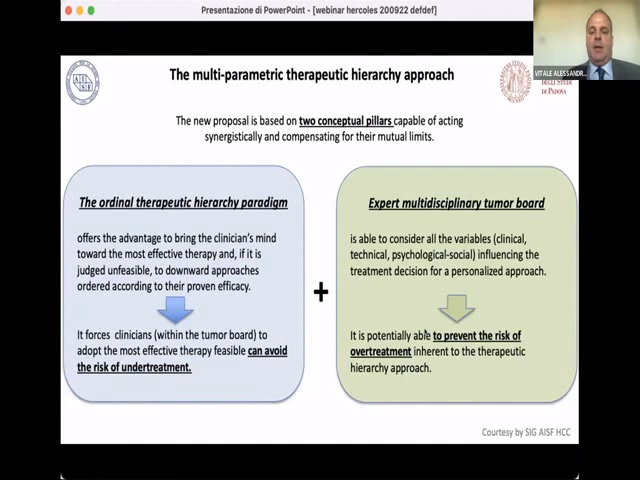 Presentazione di PowerPoint - [webinar hercoles 200922 defdef]
VITALE ALESSANDR...
The multi-parametric therapeutic hierarchy approach
DEGLI STUDI
DI PADOVA
The new proposal is based on two conceptual pillars capable of acting
synergistically and compensating for their mutual limits.
The ordinal therapeutic hierarchy paradigm
offers the advantage to bring the clinician's mind
toward the most effective therapy and, if it is
judged unfeasible, to downward approaches
ordered according to their proven efficacy.
It forces clinicians (within the tumor board) to
adopt the most effective therapy feasible can avoid
the risk of undertreatment.
+
Expert multidisciplinary tumor board
is able to consider all the variables (clinical,
technical, psychological-social) influencing the
treatment decision for a personalized approach.
It is potentially able to prevent the risk of
overtreatment inherent to the therapeutic
hierarchy approach.
Courtesy by SIG AISF HCC